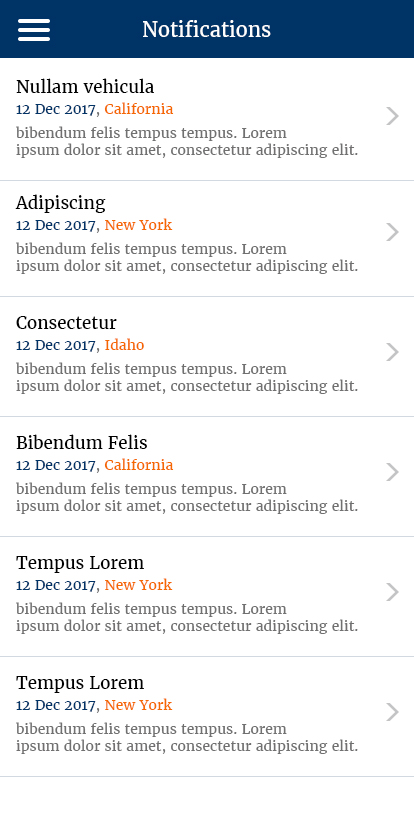 Notifications
Nullam vehicula
12 Dec 2017, California
bibendum felis tempus tempus. Lorem
ipsum dolor sit amet, consectetur adipiscing elit.
Adipiscing
12 Dec 2017, New York
bibendum felis tempus tempus. Lorem
ipsum dolor sit amet, consectetur adipiscing elit.
Consectetur
12 Dec 2017, Idaho
bibendum felis tempus tempus. Lorem
ipsum dolor sit amet, consectetur adipiscing elit.
Bibendum Felis
12 Dec 2017, California
bibendum felis tempus tempus. Lorem
ipsum dolor sit amet, consectetur adipiscing elit.
Tempus Lorem
12 Dec 2017, New York
bibendum felis tempus tempus. Lorem
ipsum dolor sit amet, consectetur adipiscing elit.
Tempus Lorem
12 Dec 2017, New York
bibendum felis tempus tempus. Lorem
ipsum dolor sit amet, consectetur adipiscing elit.